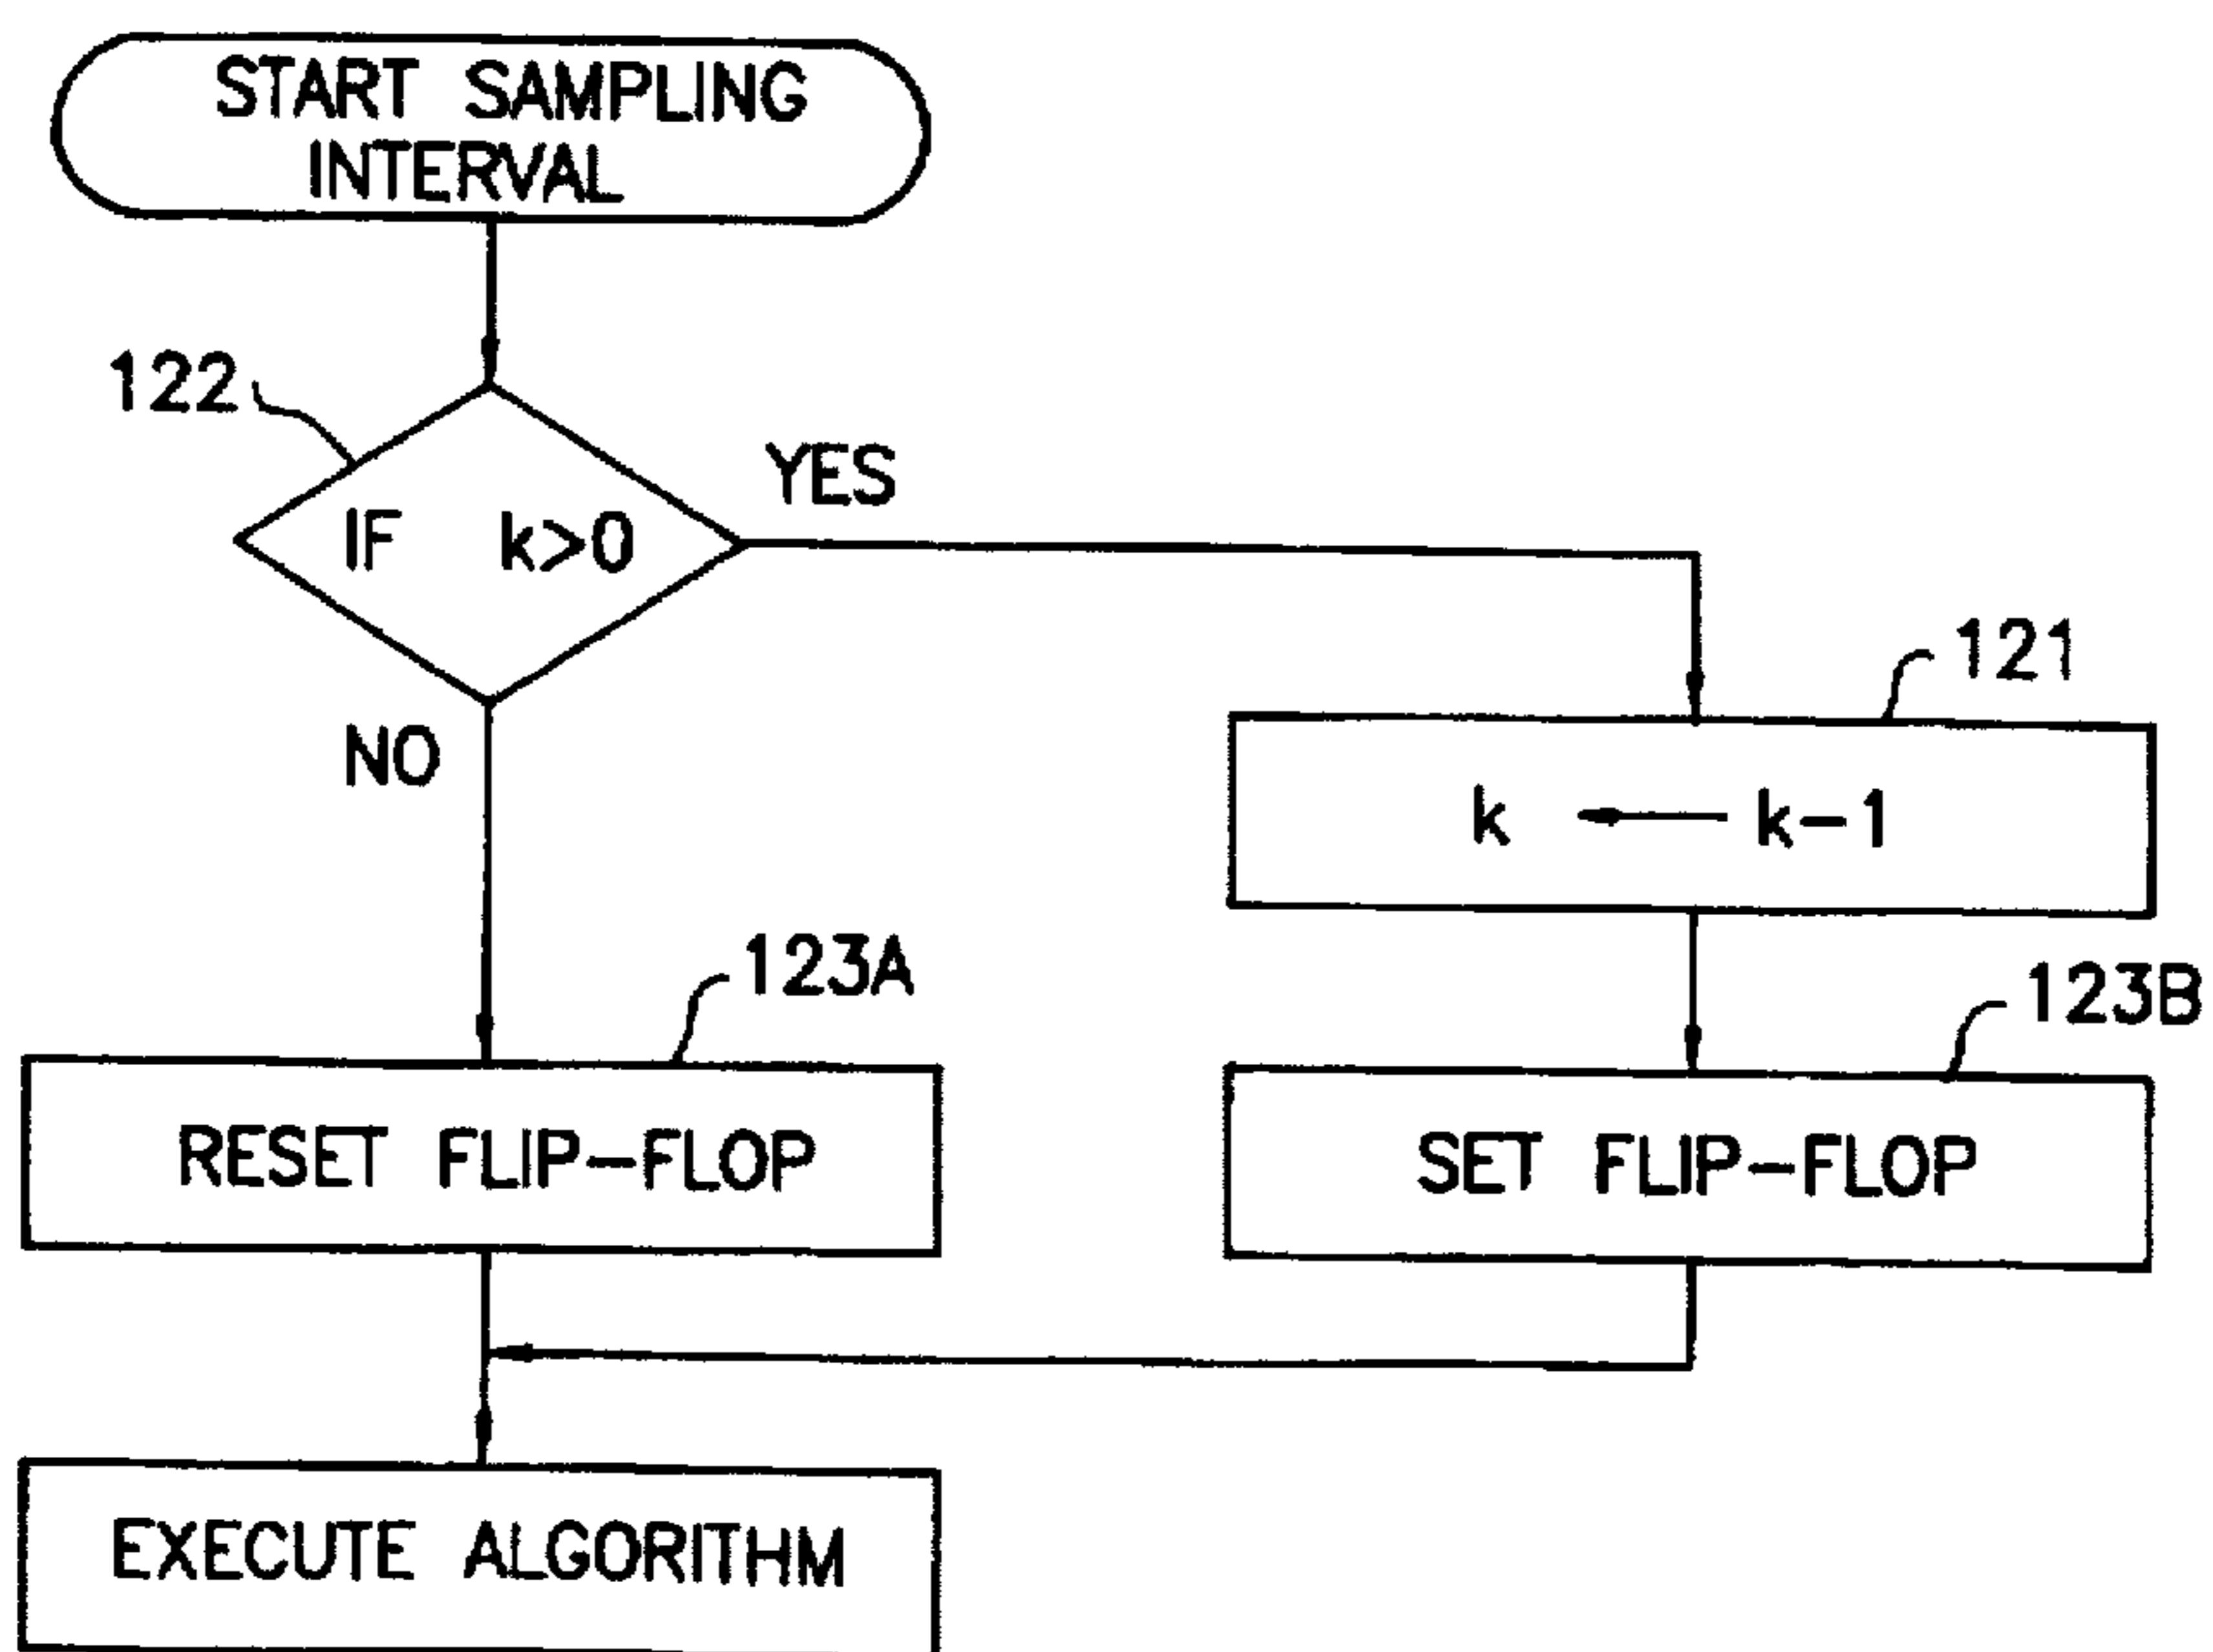 START SAMPLING
INTERVAL
122
IF k>0
YES
NO
121
k ← k-1
123A
123B
RESET FLIP-FLOP
SET FLIP-FLOP
EXECUTE ALGORITHM